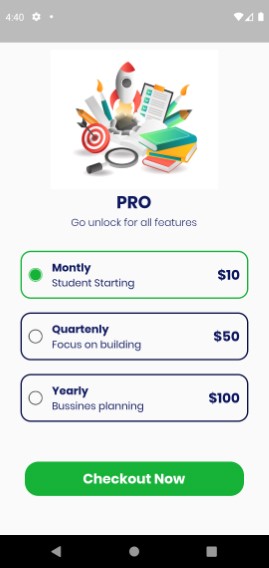 4:40
PRO
Go unlock for all features
Montly
Student Starting
$10
Quartenly
Focus on building
$50
Yearly
Bussines planning
$100
Checkout Now